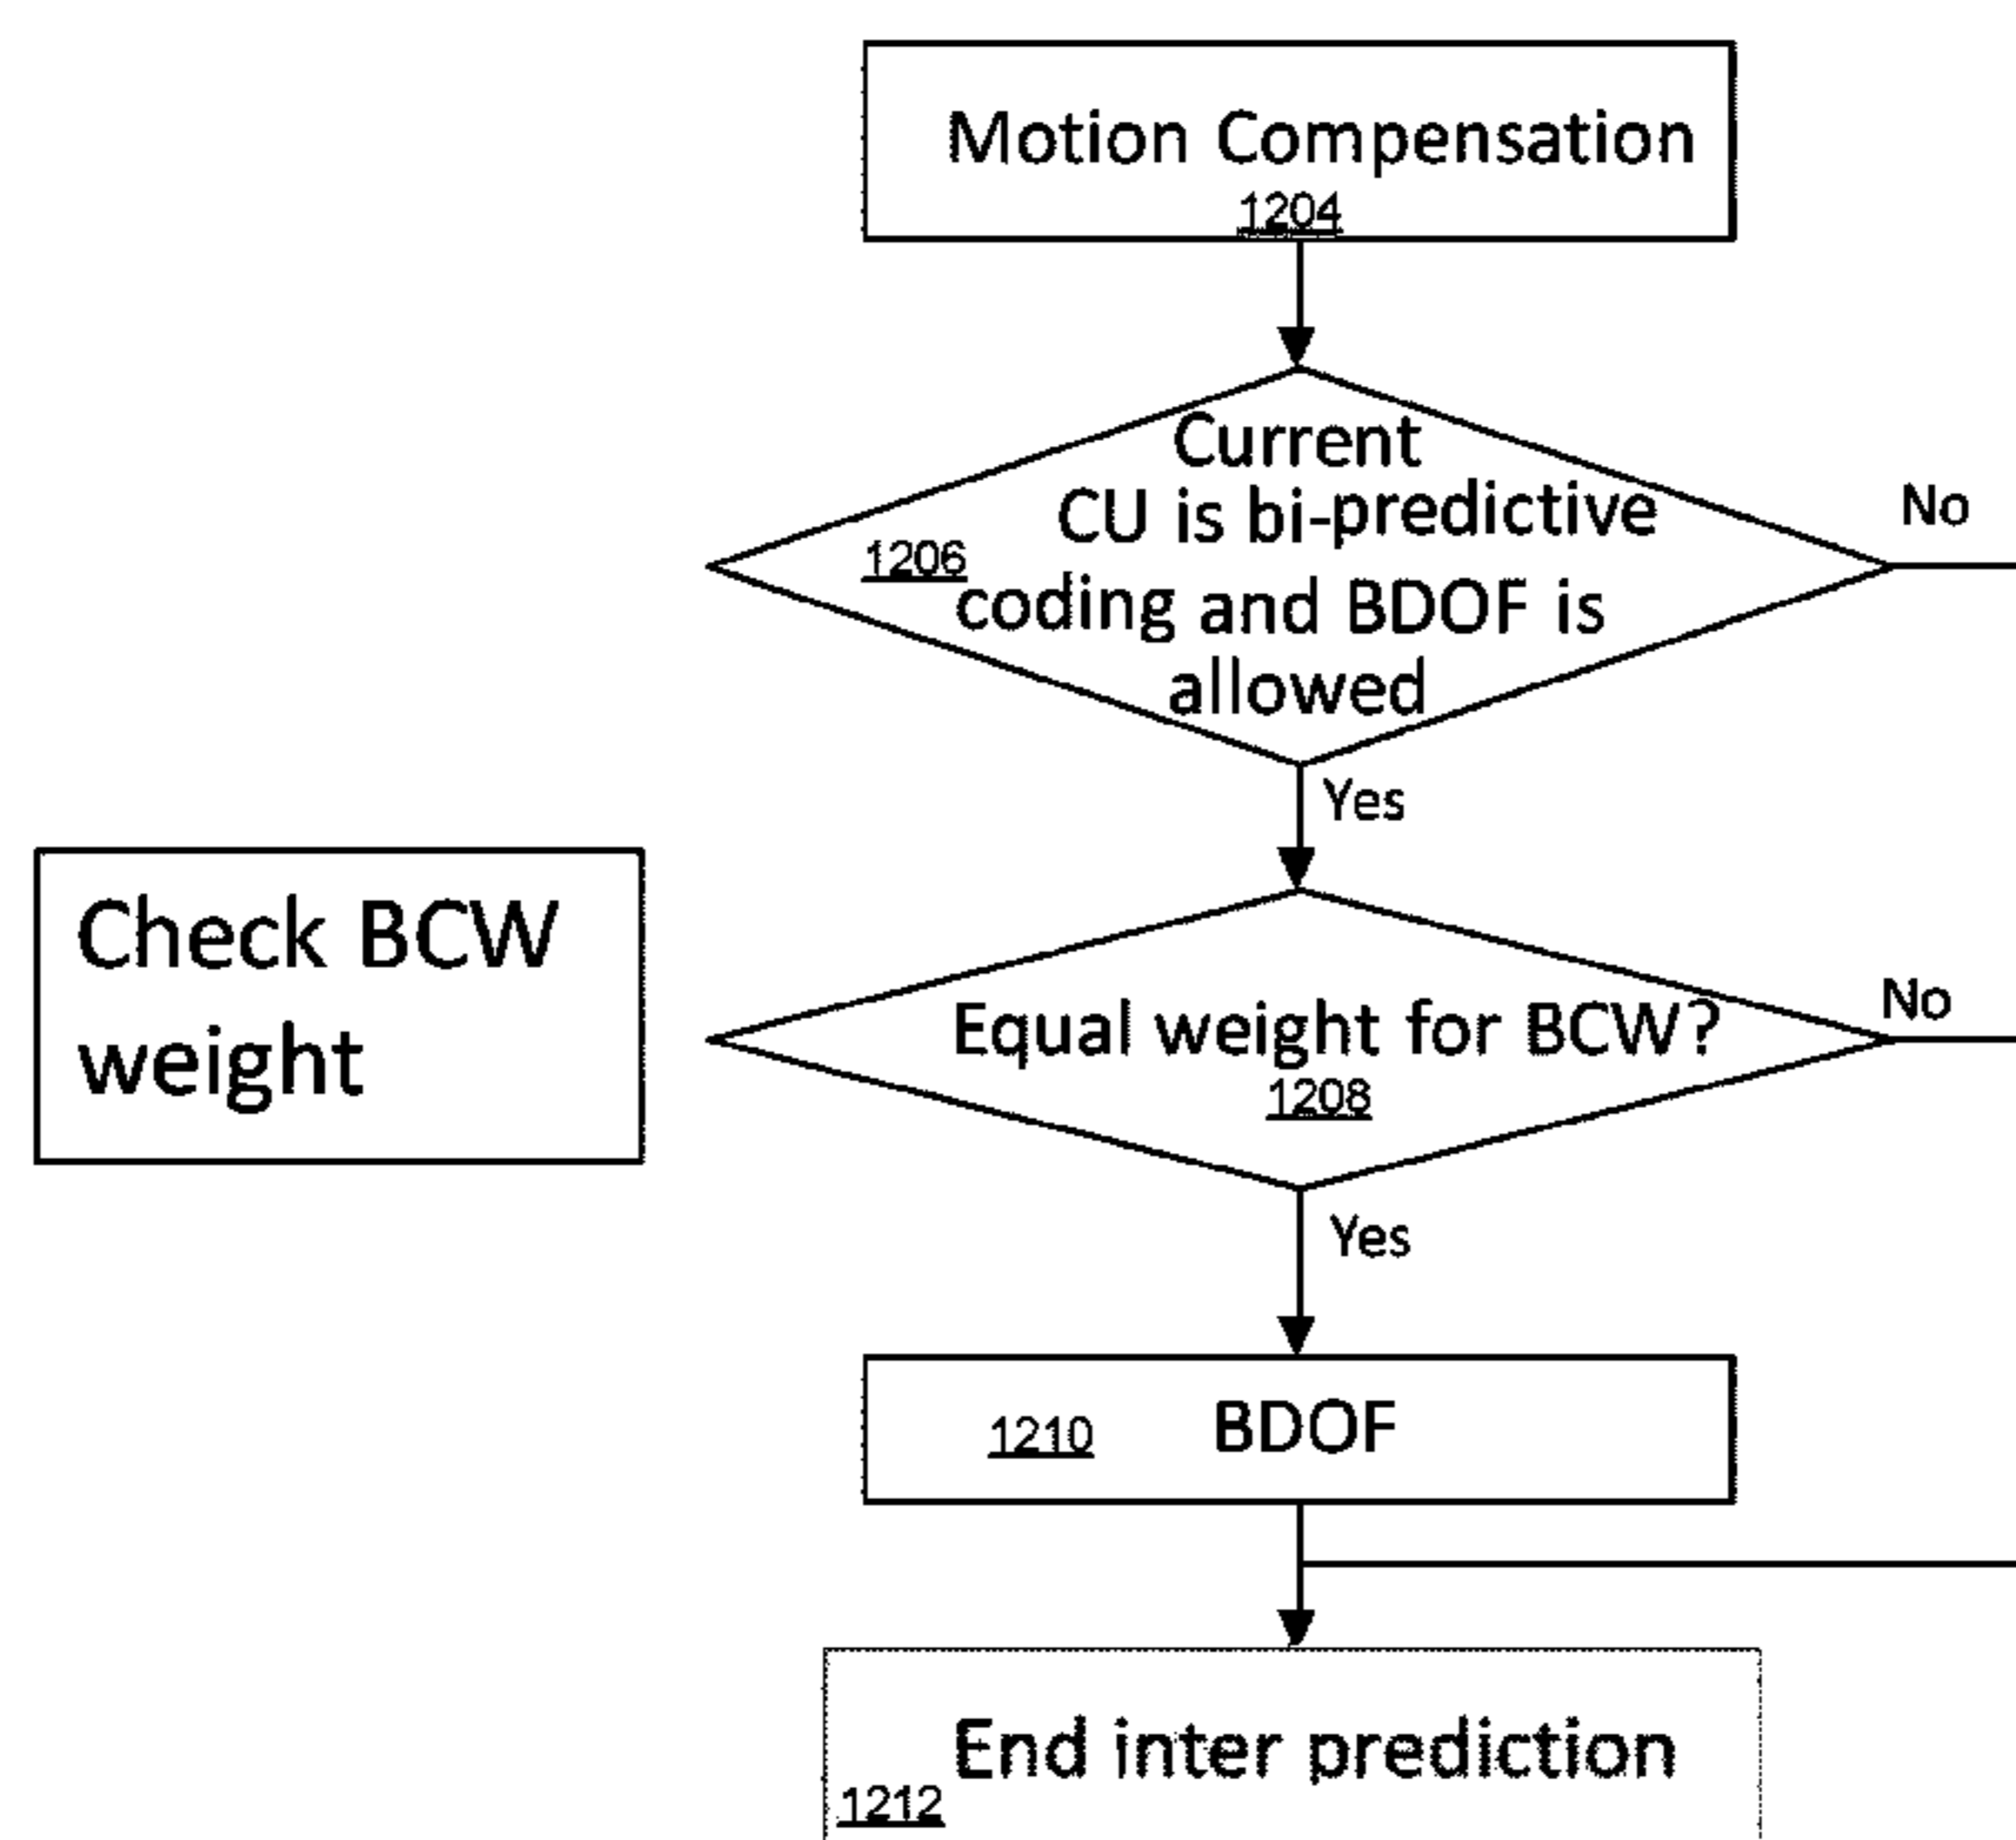 Motion Compensation
1204
Current
CU is bi-predictive
1206
coding and BDOF is
allowed
No
Yes
Check BCW
weight
Equal weight for BCW?
1208
No
Yes
1210 BDOF
End inter prediction
1212